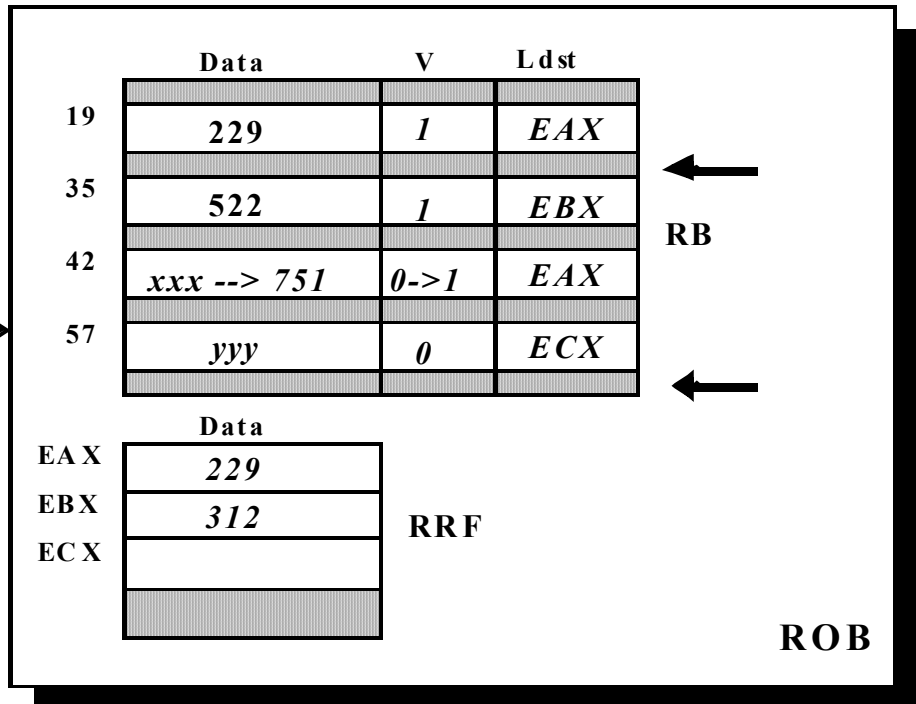 Data V Ldst
19 229 1 EAX
35 522 1 EBX
RB
42 xxx --> 751 0->1 EAX
57 yyy 0 ECX
Data
EAX 229
EBX 312
RRF
ECX
ROB